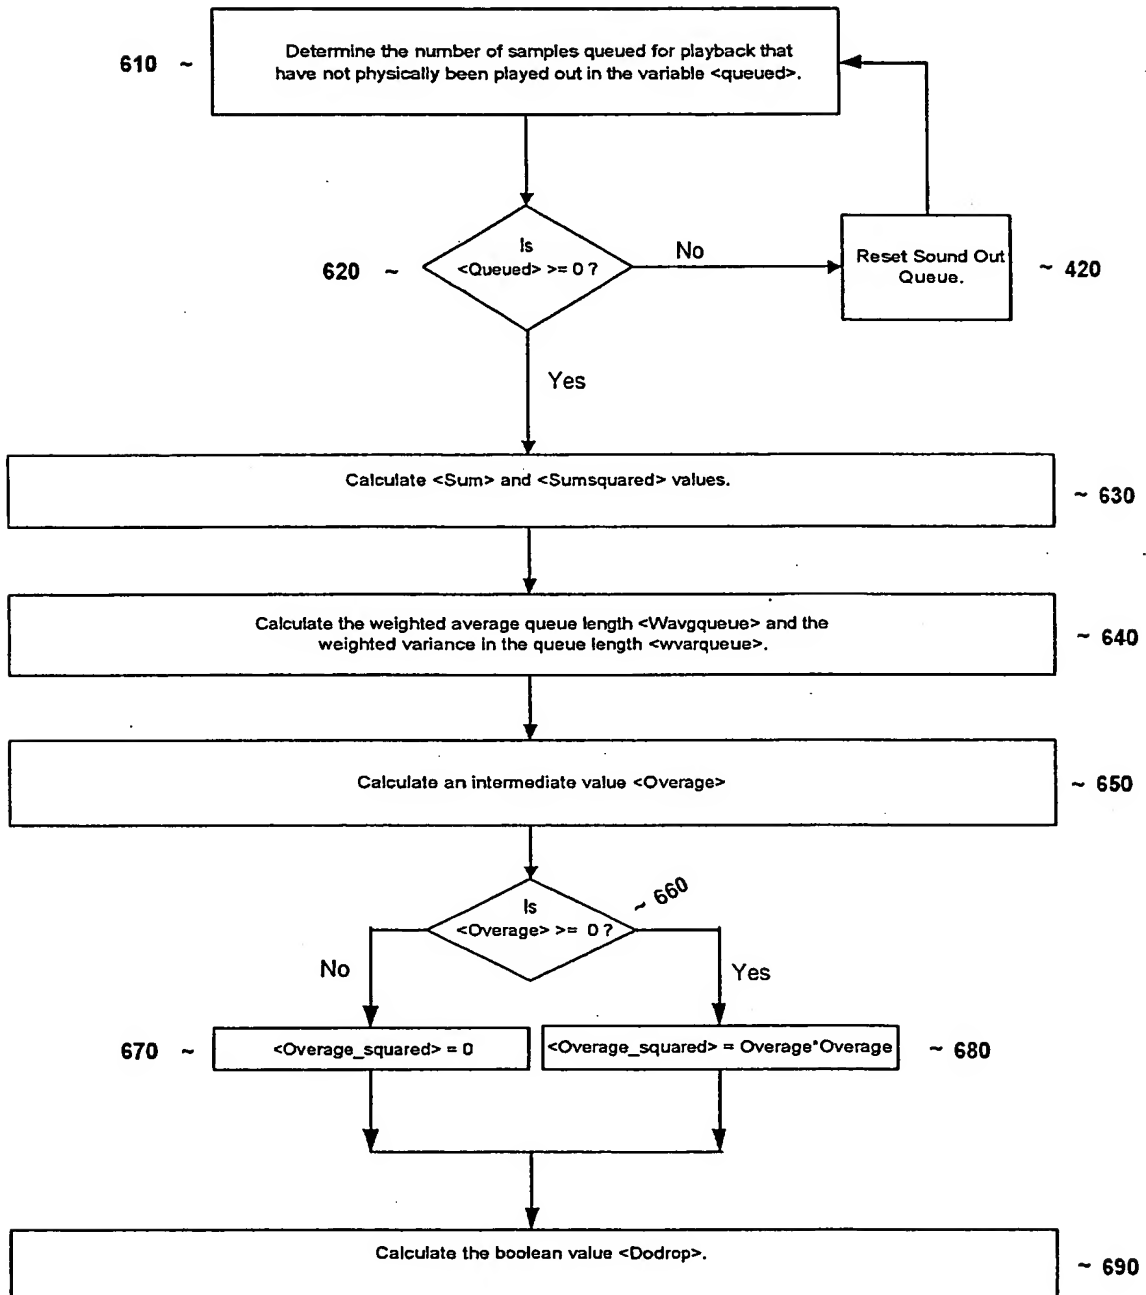 610 ~
Determine the number of samples queued for playback that
have not physically been played out in the variable <queued>.
620 ~
Is
<Queued> >= 0 ?
No
Reset Sound Out
Queue.
~ 420
Yes
Calculate <Sum> and <Sumsquared> values.
~ 630
Calculate the weighted average queue length <Wavgqueue> and the
weighted variance in the queue length <wvarqueue>.
~ 640
Calculate an intermediate value <Overage>
~ 650
Is
<Overage> >= 0 ?
~ 660
No
Yes
670 ~
<Overage_squared> = 0
<Overage_squared> = Overage*Overage
~ 680
Calculate the boolean value <Dodrop>.
~ 690